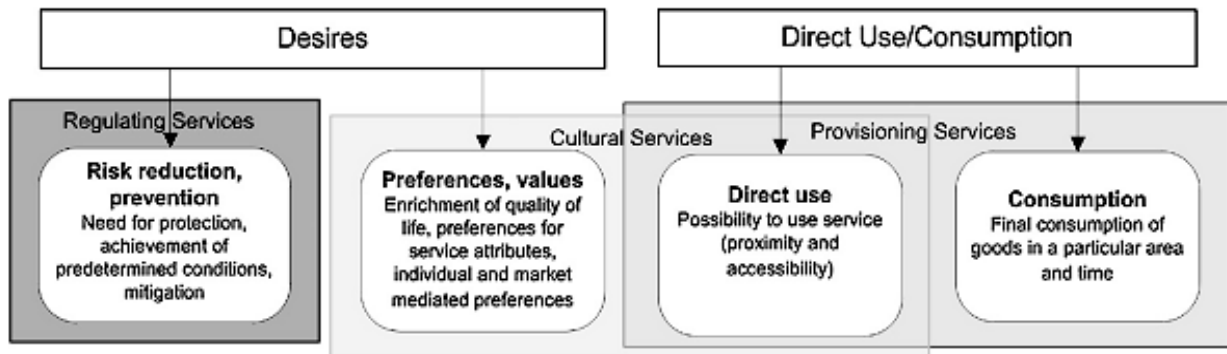 Desires
Direct Use/Consumption
Regulating Services
Cultural Services
Provisioning Services
Risk reduction,
prevention
Need for protection,
achievement of
predetermined conditions,
mitigation
Preferences, values
Enrichment of quality of
life, preferences for
service attributes,
individual and market
mediated preferences
Direct use
Possibility to use service
(proximity and
accessibility)
Consumption
Final consumption of
goods in a particular area
and time